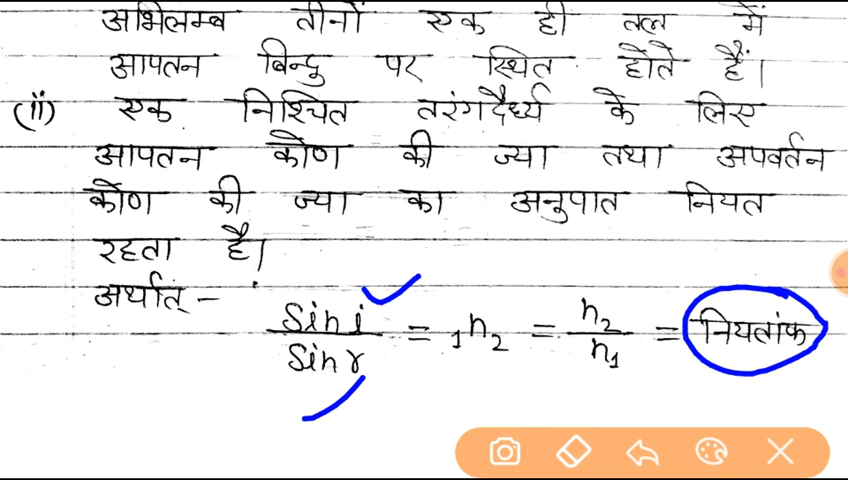 अभिलम्ब तीनों एक ही तल में
आपतन बिन्दु पर स्थित होते हैं।
(ii) एक निश्चित तरंगदैर्ध्य के लिए
आपतन कोण की ज्या तथा अपवर्तन
कोण की ज्या का अनुपात नियत
रहता है।
अर्थात् -
sin i / sin r = ₁n₂ = n₂ / n₁ = नियतांक